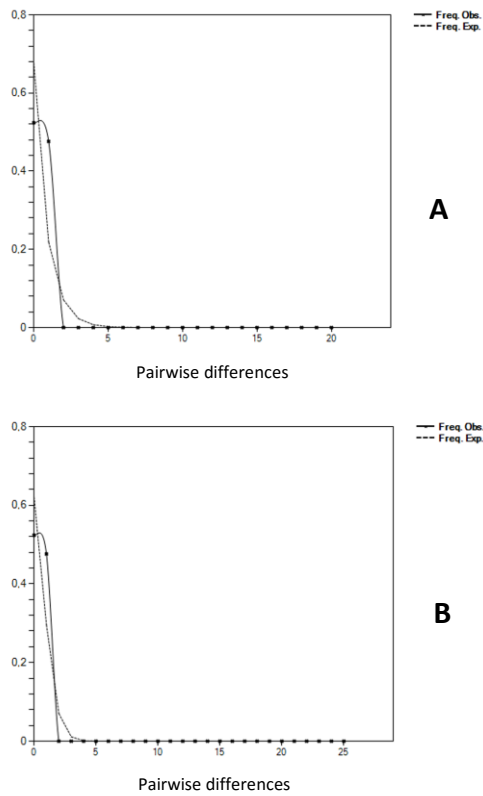 0,8
Freq. Obs.
Freq. Exp.
0,6
0,4
A
0,2
0
0 5 10 15 20
Pairwise differences
0,8
Freq. Obs.
Freq. Exp.
0,6
0,4
B
0,2
0
0 5 10 15 20 25
Pairwise differences